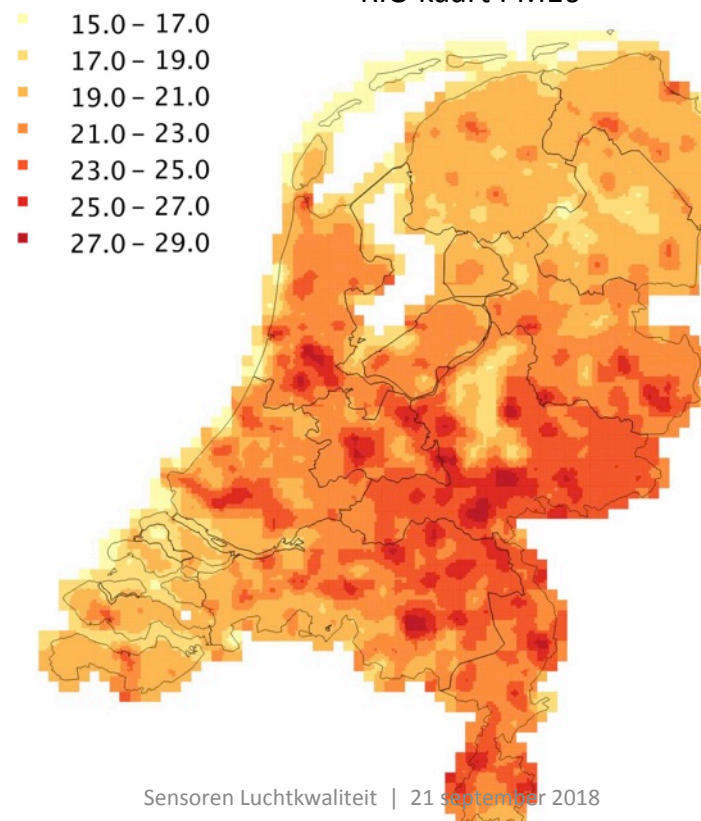 15.0 – 17.0
17.0 – 19.0
19.0 – 21.0
21.0 – 23.0
23.0 – 25.0
25.0 – 27.0
27.0 – 29.0
Sensoren Luchtkwaliteit | 21 september 2018